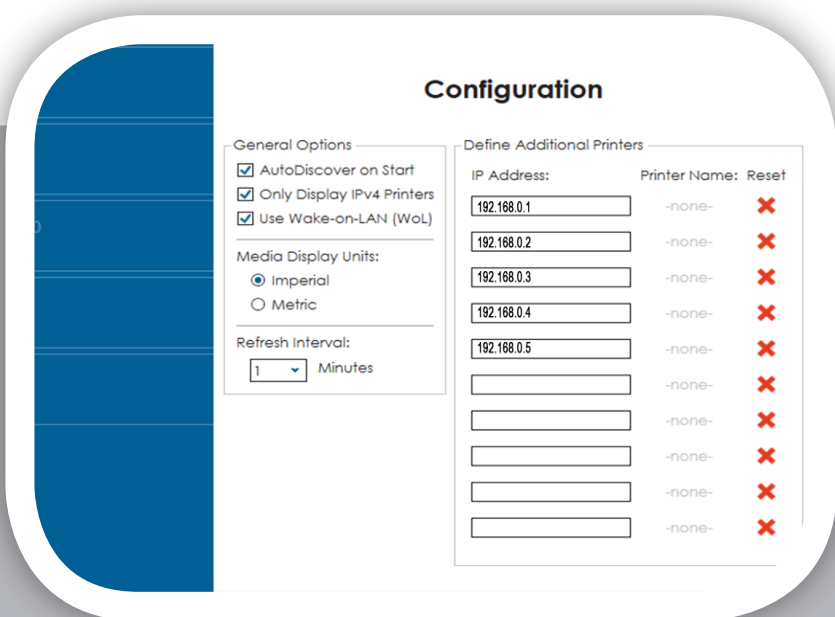 Configuration
General Options
AutoDiscover on Start
Only Display IPv4 Printers
Use Wake-on-LAN (WoL)
Media Display Units:
Imperial
Metric
Refresh Interval:
1 Minutes
Define Additional Printers
IP Address: Printer Name: Reset
192.168.0.1 -none-
192.168.0.2 -none-
192.168.0.3 -none-
192.168.0.4 -none-
192.168.0.5 -none-
-none-
-none-
-none-
-none-
-none-